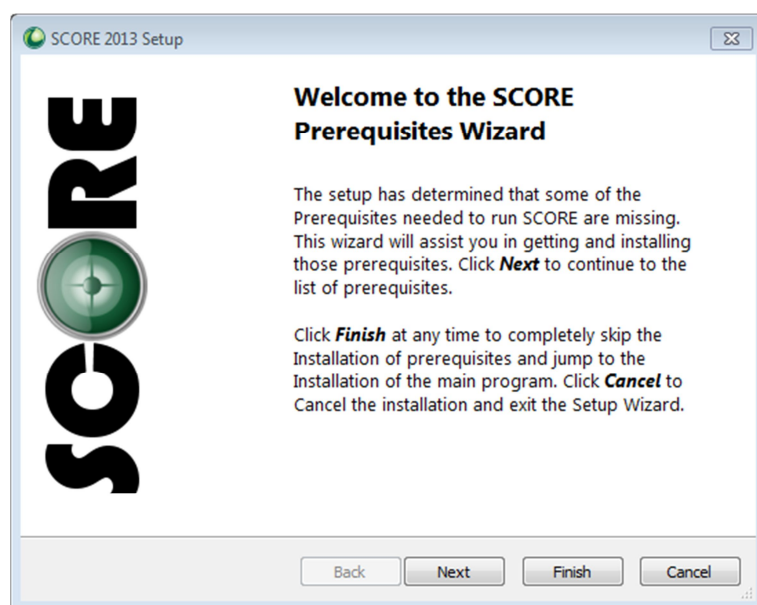 SCORE 2013 Setup
SCORE
Welcome to the SCORE
Prerequisites Wizard
The setup has determined that some of the
Prerequisites needed to run SCORE are missing.
This wizard will assist you in getting and installing
those prerequisites. Click Next to continue to the
list of prerequisites.
Click Finish at any time to completely skip the
Installation of prerequisites and jump to the
Installation of the main program. Click Cancel to
Cancel the installation and exit the Setup Wizard.
Back
Next
Finish
Cancel